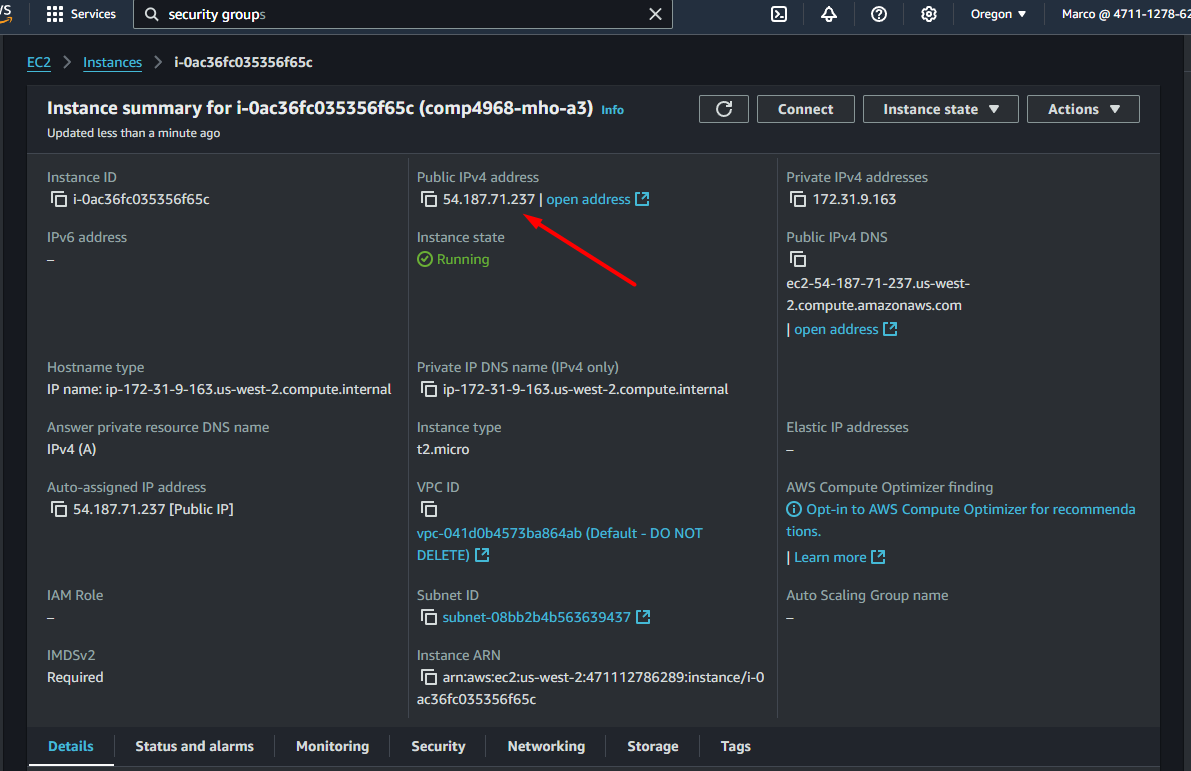 Services
security groups
Oregon
Marco @ 4711-1278-62
EC2 > Instances > i-0ac36fc035356f65c
Instance summary for i-0ac36fc035356f65c (comp4968-mho-a3) Info
Updated less than a minute ago
Connect
Instance state
Actions
Instance ID
i-0ac36fc035356f65c
Public IPv4 address
54.187.71.237 | open address
Private IPv4 addresses
172.31.9.163
IPv6 address
–
Instance state
Running
Public IPv4 DNS
ec2-54-187-71-237.us-west-
2.compute.amazonaws.com
| open address
Hostname type
IP name: ip-172-31-9-163.us-west-2.compute.internal
Private IP DNS name (IPv4 only)
ip-172-31-9-163.us-west-2.compute.internal
Answer private resource DNS name
IPv4 (A)
Instance type
t2.micro
Elastic IP addresses
–
Auto-assigned IP address
54.187.71.237 [Public IP]
VPC ID
vpc-041d0b4573ba864ab (Default - DO NOT
DELETE)
AWS Compute Optimizer finding
Opt-in to AWS Compute Optimizer for recommenda
tions.
| Learn more
IAM Role
–
Subnet ID
subnet-08bb2b4b563639437
Auto Scaling Group name
–
IMDSv2
Required
Instance ARN
arn:aws:ec2:us-west-2:471112786289:instance/i-0
ac36fc035356f65c
Details
Status and alarms
Monitoring
Security
Networking
Storage
Tags